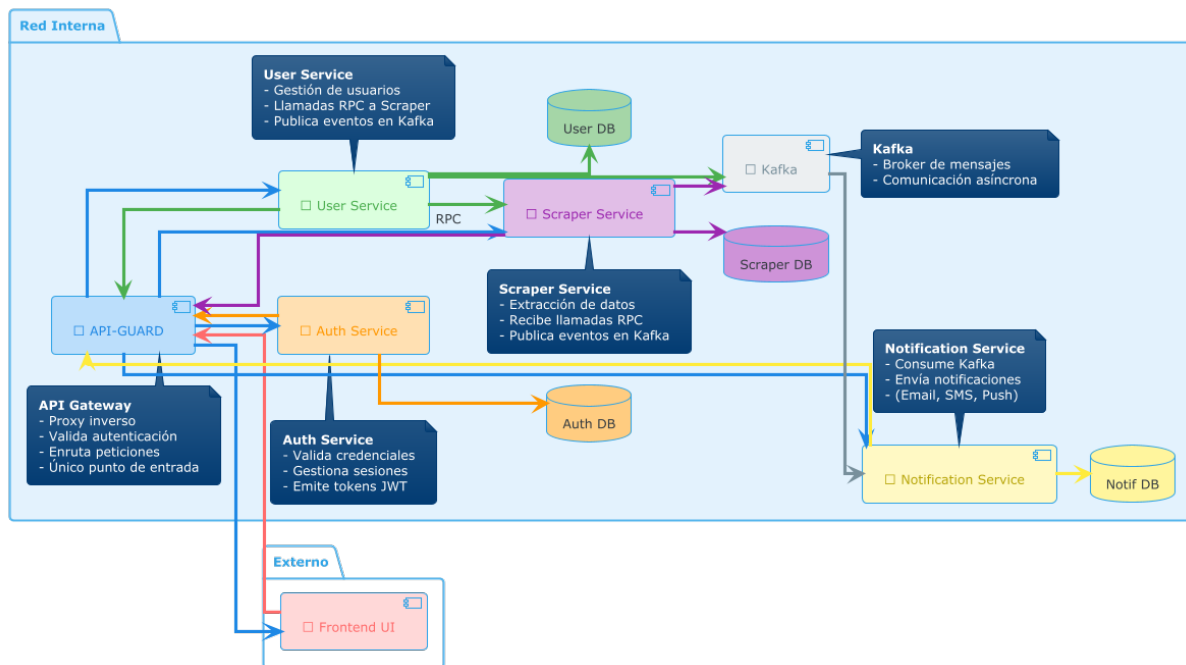 Red Interna
User Service
- Gestión de usuarios
- Llamadas RPC a Scraper
- Publica eventos en Kafka
User DB
Kafka
Kafka
- Broker de mensajes
- Comunicación asíncrona
User Service
RPC
Scraper Service
Scraper DB
Scraper Service
- Extracción de datos
- Recibe llamadas RPC
- Publica eventos en Kafka
API-GUARD
Auth Service
Notification Service
- Consume Kafka
- Envía notificaciones
- (Email, SMS, Push)
API Gateway
- Proxy inverso
- Valida autenticación
- Enruta peticiones
- Único punto de entrada
Auth DB
Auth Service
- Valida credenciales
- Gestiona sesiones
- Emite tokens JWT
Notification Service
Notif DB
Externo
Frontend UI